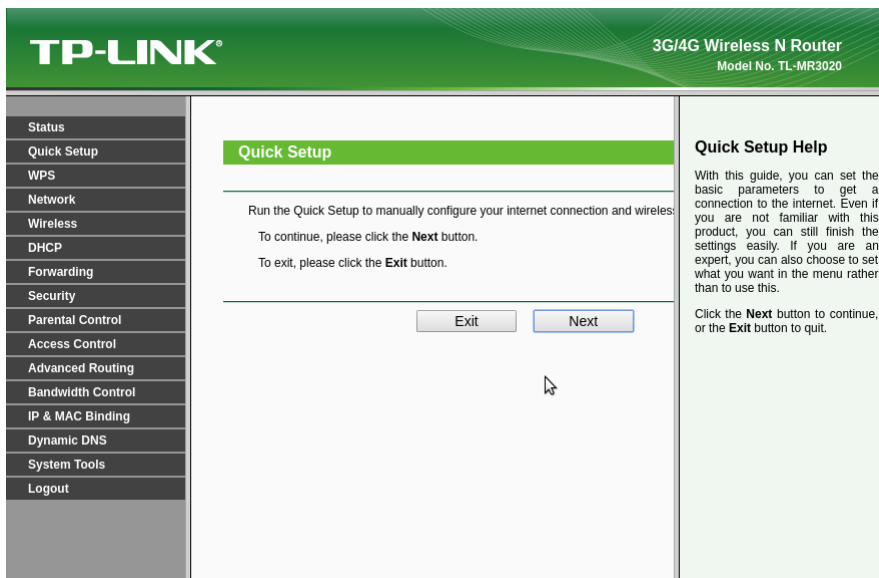 TP-LINK®
3G/4G Wireless N Router
Model No. TL-MR3020
Status
Quick Setup
WPS
Network
Wireless
DHCP
Forwarding
Security
Parental Control
Access Control
Advanced Routing
Bandwidth Control
IP & MAC Binding
Dynamic DNS
System Tools
Logout
Quick Setup
Run the Quick Setup to manually configure your internet connection and wireless
To continue, please click the Next button.
To exit, please click the Exit button.
Exit Next
Quick Setup Help
With this guide, you can set the
basic parameters to get a
connection to the internet. Even if
you are not familiar with this
product, you can still finish the
settings easily. If you are an
expert, you can also choose to set
what you want in the menu rather
than to use this.
Click the Next button to continue,
or the Exit button to quit.